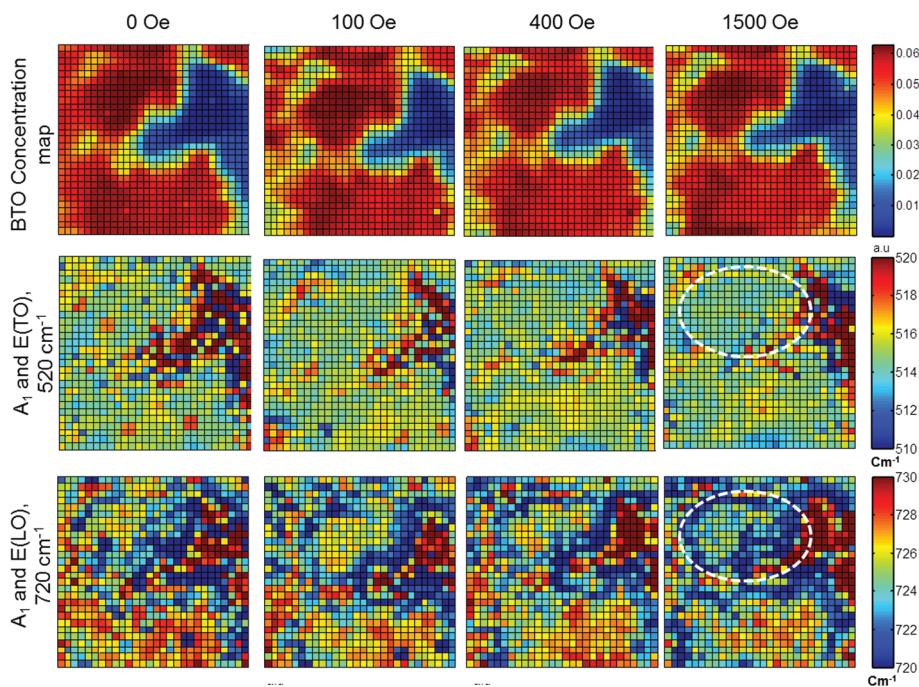 0 Oe 100 Oe 400 Oe 1500 Oe
BTO Concentration
map
0.06
0.05
0.04
0.03
0.02
0.01
a.u
A₁ and E(TO),
520 cm⁻¹
520
518
516
514
512
510
Cm⁻¹
A₁ and E(LO),
720 cm⁻¹
730
728
726
724
722
720
Cm⁻¹